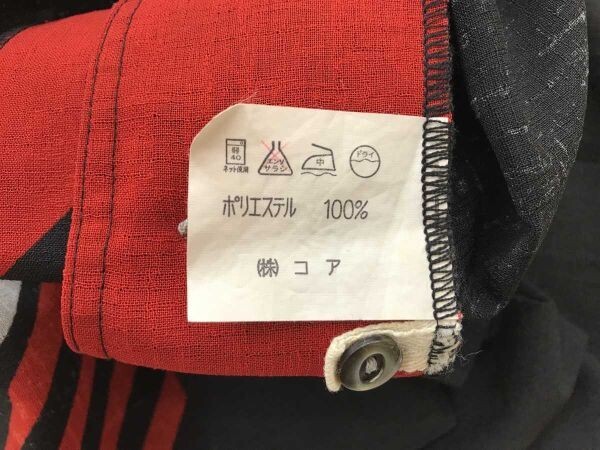 弱 40 エンソ サラシ 中 ドライ
ネット使用
ポリエステル 100%
(株) コア